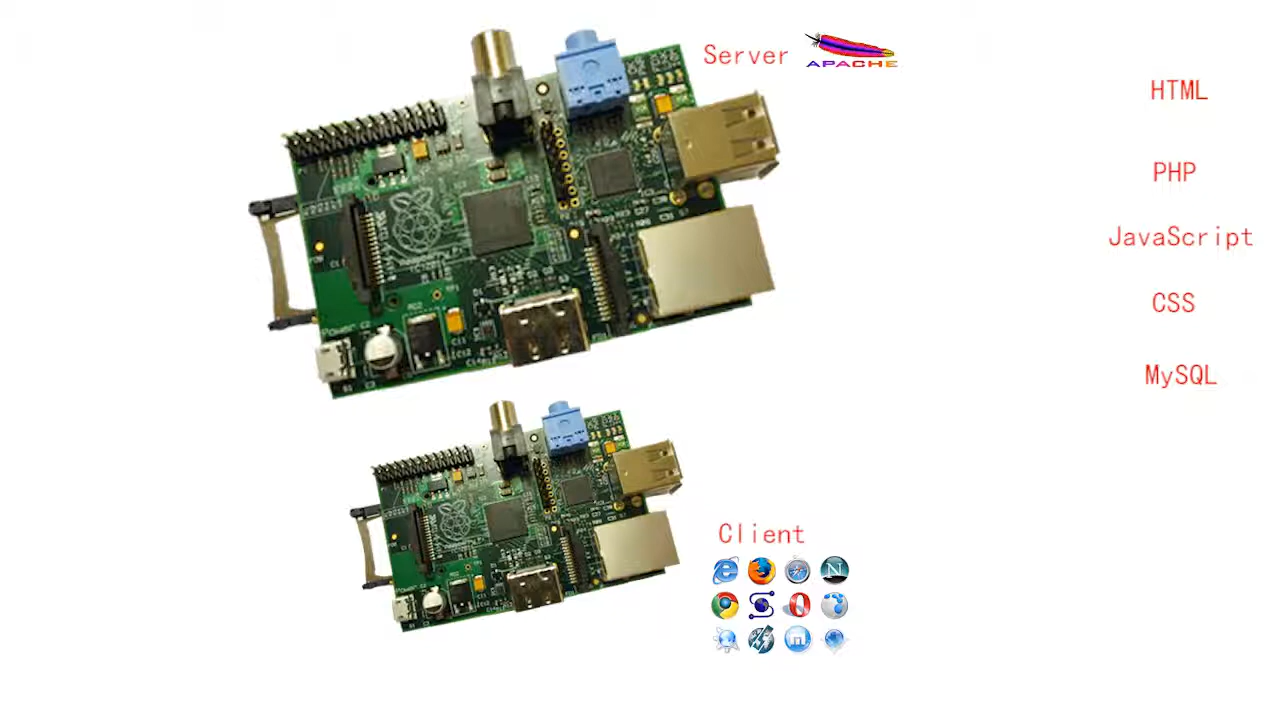 Server
APACHE
HTML
PHP
JavaScript
CSS
MySQL
Client